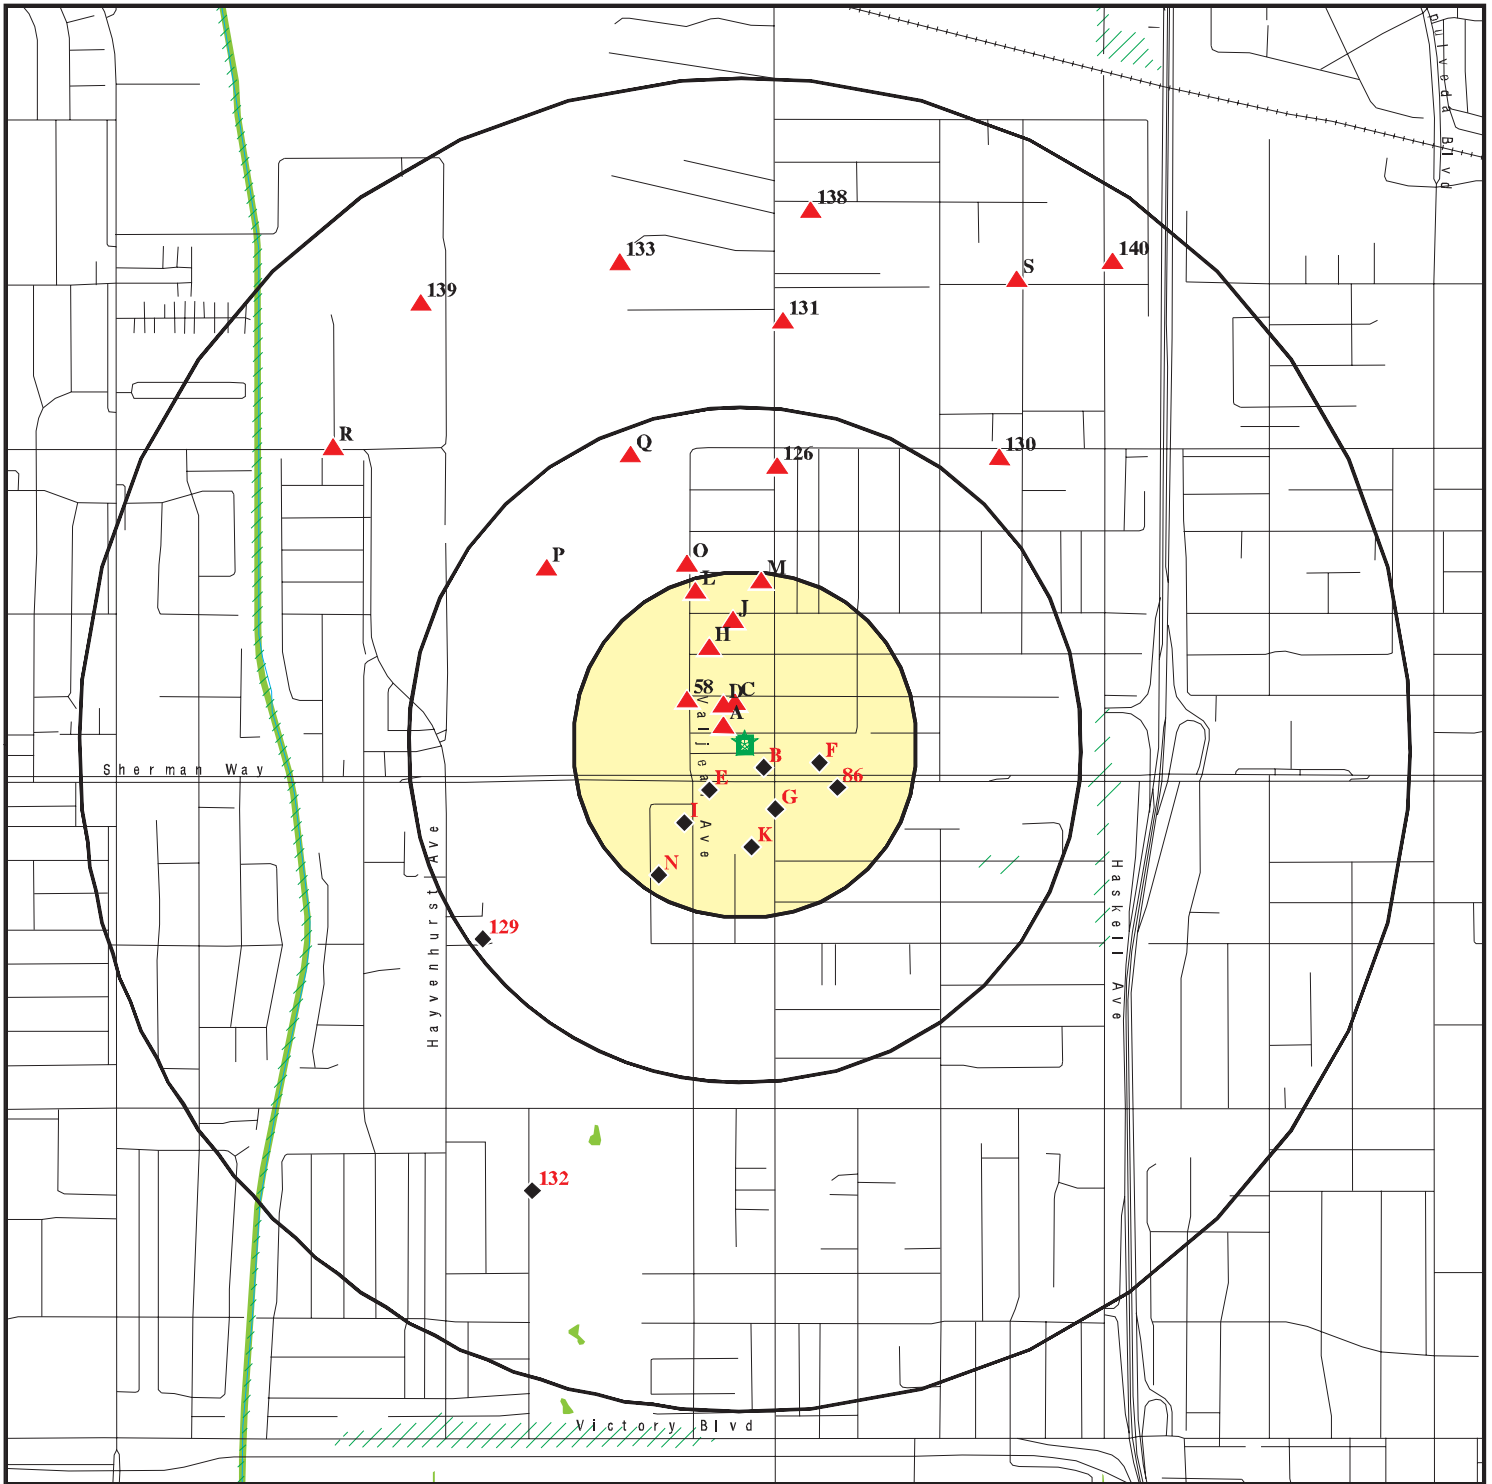 pulveda Blvd
138
133
S
140
139
131
R
Q
126
130
P
O
L
M
J
H
58
D
C
A
Valjean Ave
B
F
Sherman Way
E
86
G
I
K
N
Hayvenhurst Ave
Haskell Ave
129
132
Victory Blvd